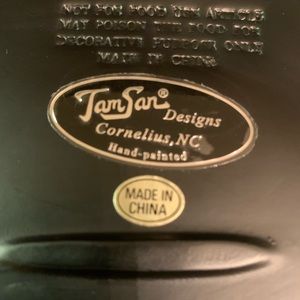 NOT FOR FOOD USE ARTICLE
MAY POISON THE FOOD FOR
DECORATIVE PURPOSE ONLY
MADE IN CHINA
TamSan® Designs
Cornelius, NC
Hand-painted
MADE IN
CHINA